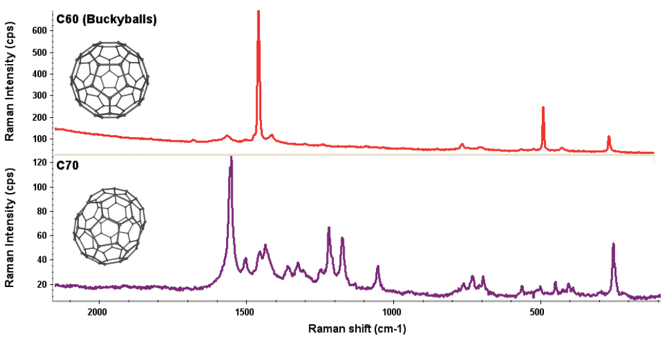 C60 (Buckyballs)
Raman Intensity (cps)
600
500
400
300
200
100
C70
Raman Intensity (cps)
120
100
80
60
40
20
2000 1500 1000 500
Raman shift (cm-1)